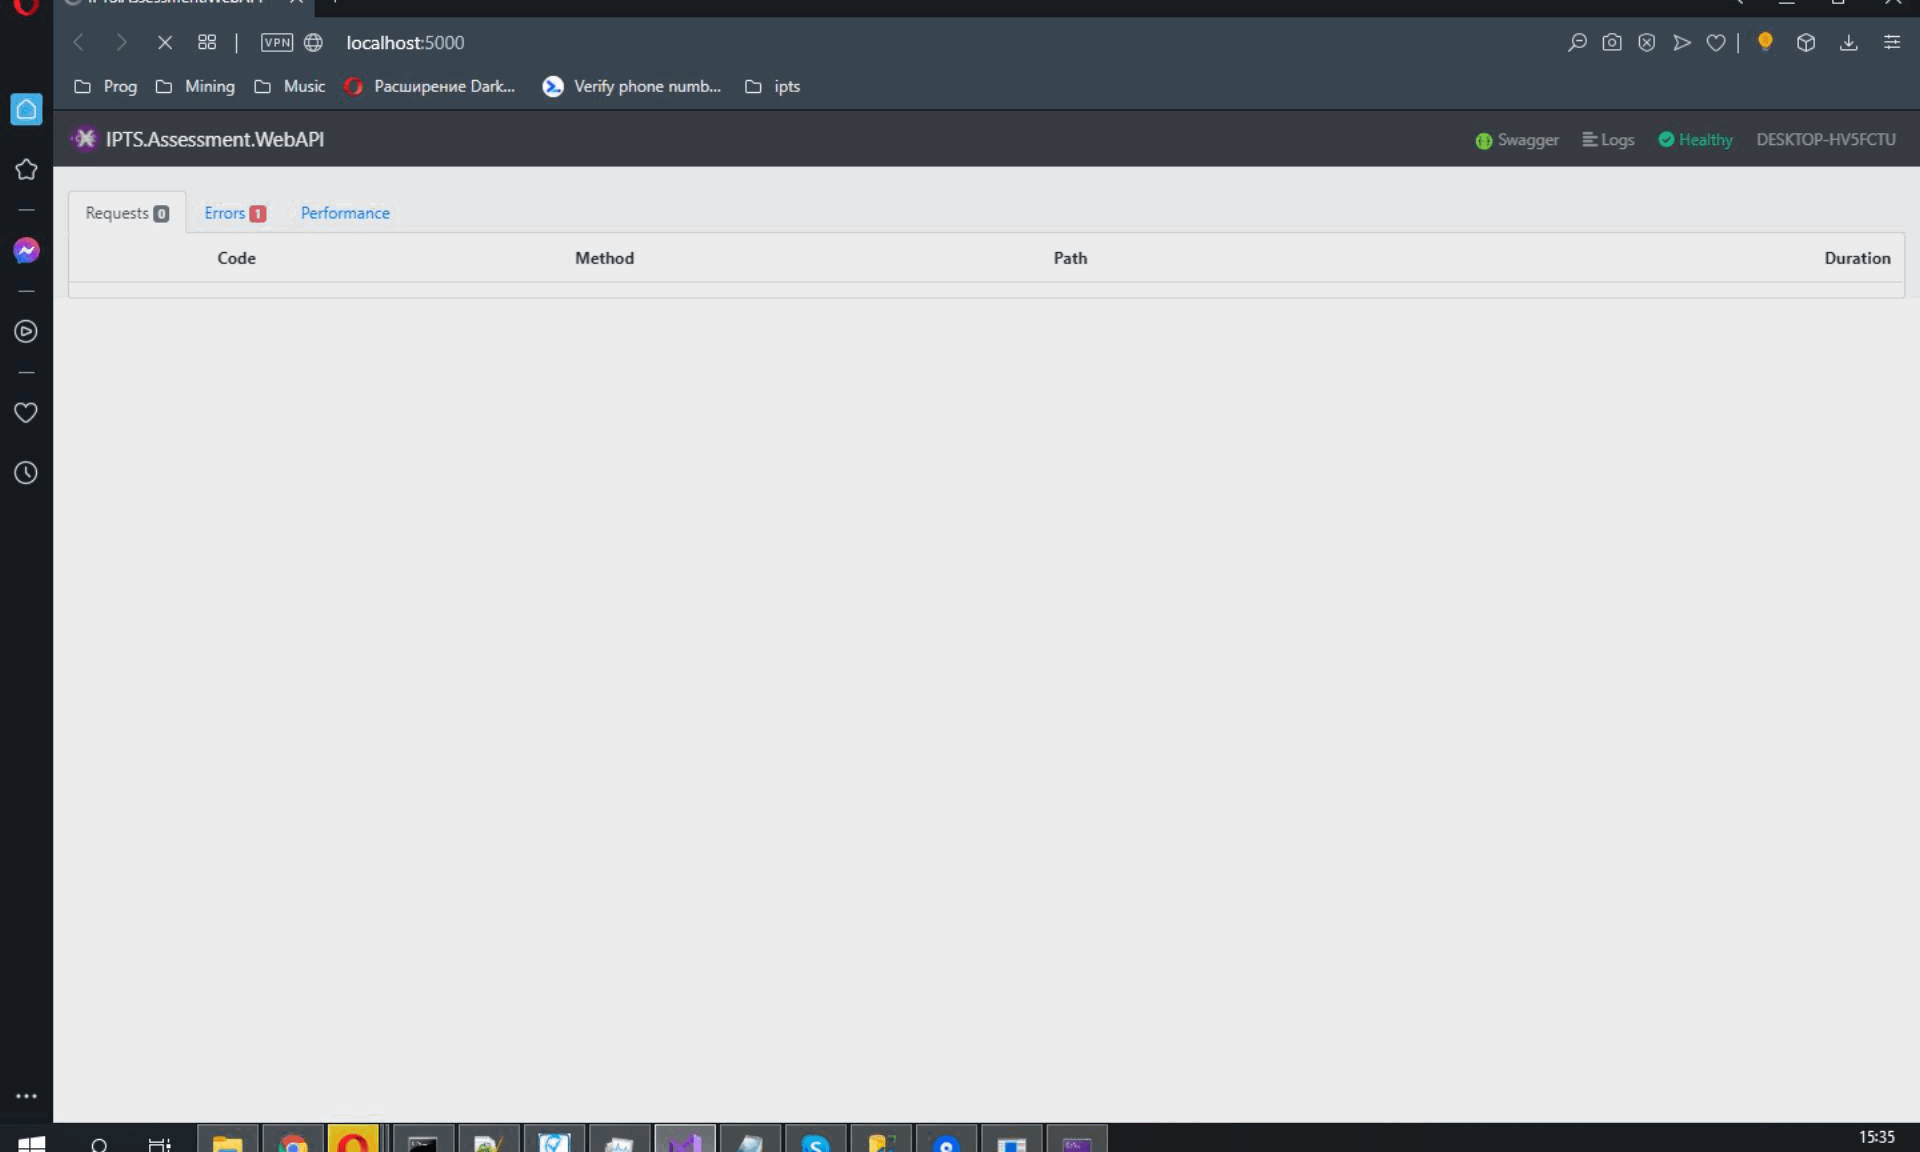 VPN localhost:5000
Prog Mining Music Расширение Dark... Verify phone numb... ipts
IPTS.Assessment.WebAPI Swagger Logs Healthy DESKTOP-HV5FCTU
Requests 0 Errors 1 Performance
Code Method Path Duration
15:35